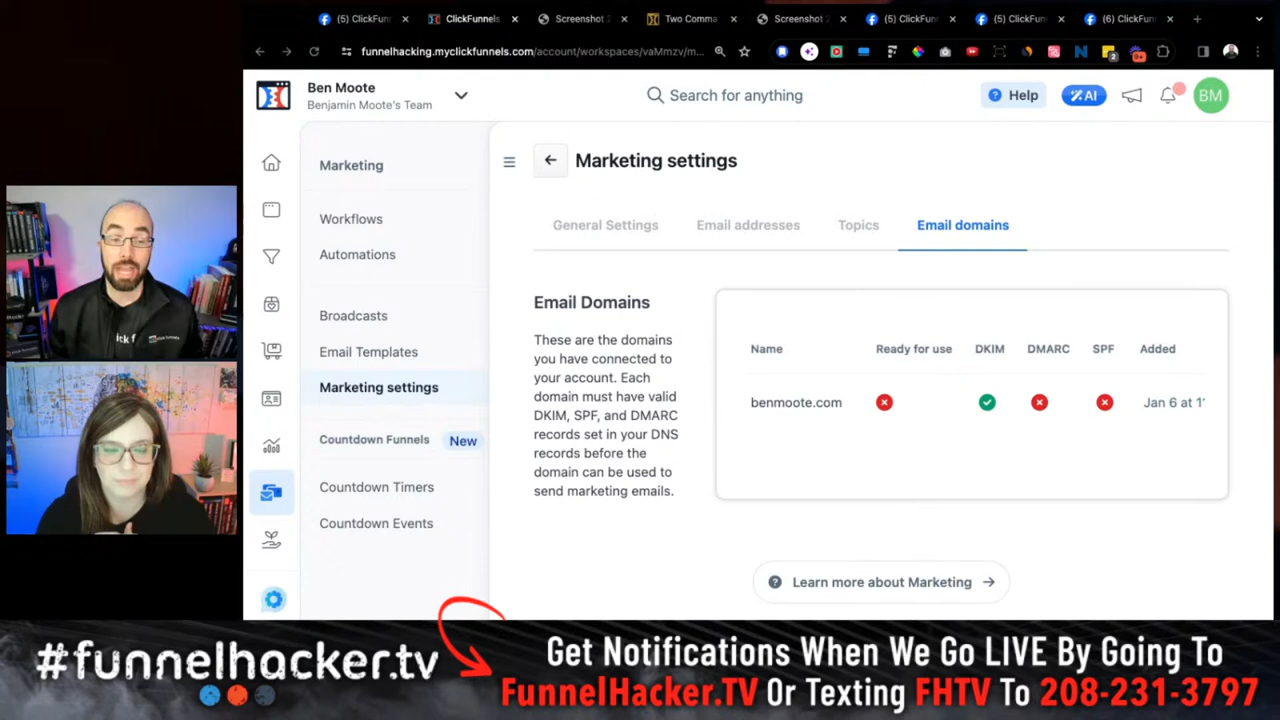 (5) ClickFun
ClickFunnels
Screenshot 2
Two Comma
Screenshot 2
(5) ClickFun
(5) ClickFun
(6) ClickFun
funnelhacking.myclickfunnels.com/account/workspaces/vaMmzv/m...
Ben Moote
Benjamin Moote's Team
Search for anything
Help
AI
BM
Marketing
Workflows
Automations
Broadcasts
Email Templates
Marketing settings
Countdown Funnels New
Countdown Timers
Countdown Events
Marketing settings
General Settings
Email addresses
Topics
Email domains
Email Domains
These are the domains
you have connected to
your account. Each
domain must have valid
DKIM, SPF, and DMARC
records set in your DNS
records before the
domain can be used to
send marketing emails.
Name Ready for use DKIM DMARC SPF Added
benmoote.com Jan 6 at 1
Learn more about Marketing
#funnelhacker.tv
Get Notifications When We Go LIVE By Going To
FunnelHacker.TV Or Texting FHTV To 208-231-3797